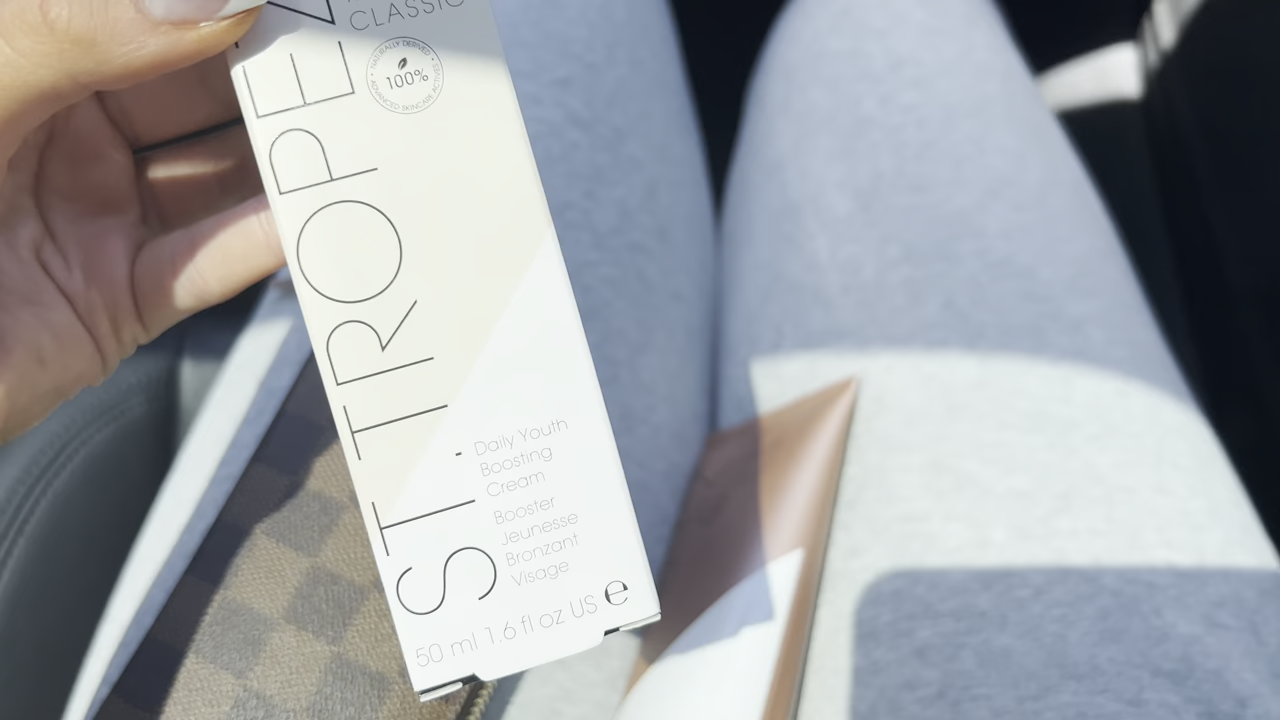 CLASSIC
NATURALLY DERIVED
100%
ADVANCED SKINCARE ACTIVES
ST.TROPE
Daily Youth
Boosting
Cream
Booster
Jeunesse
Bronzant
Visage
50 ml 1.6 fl oz US e